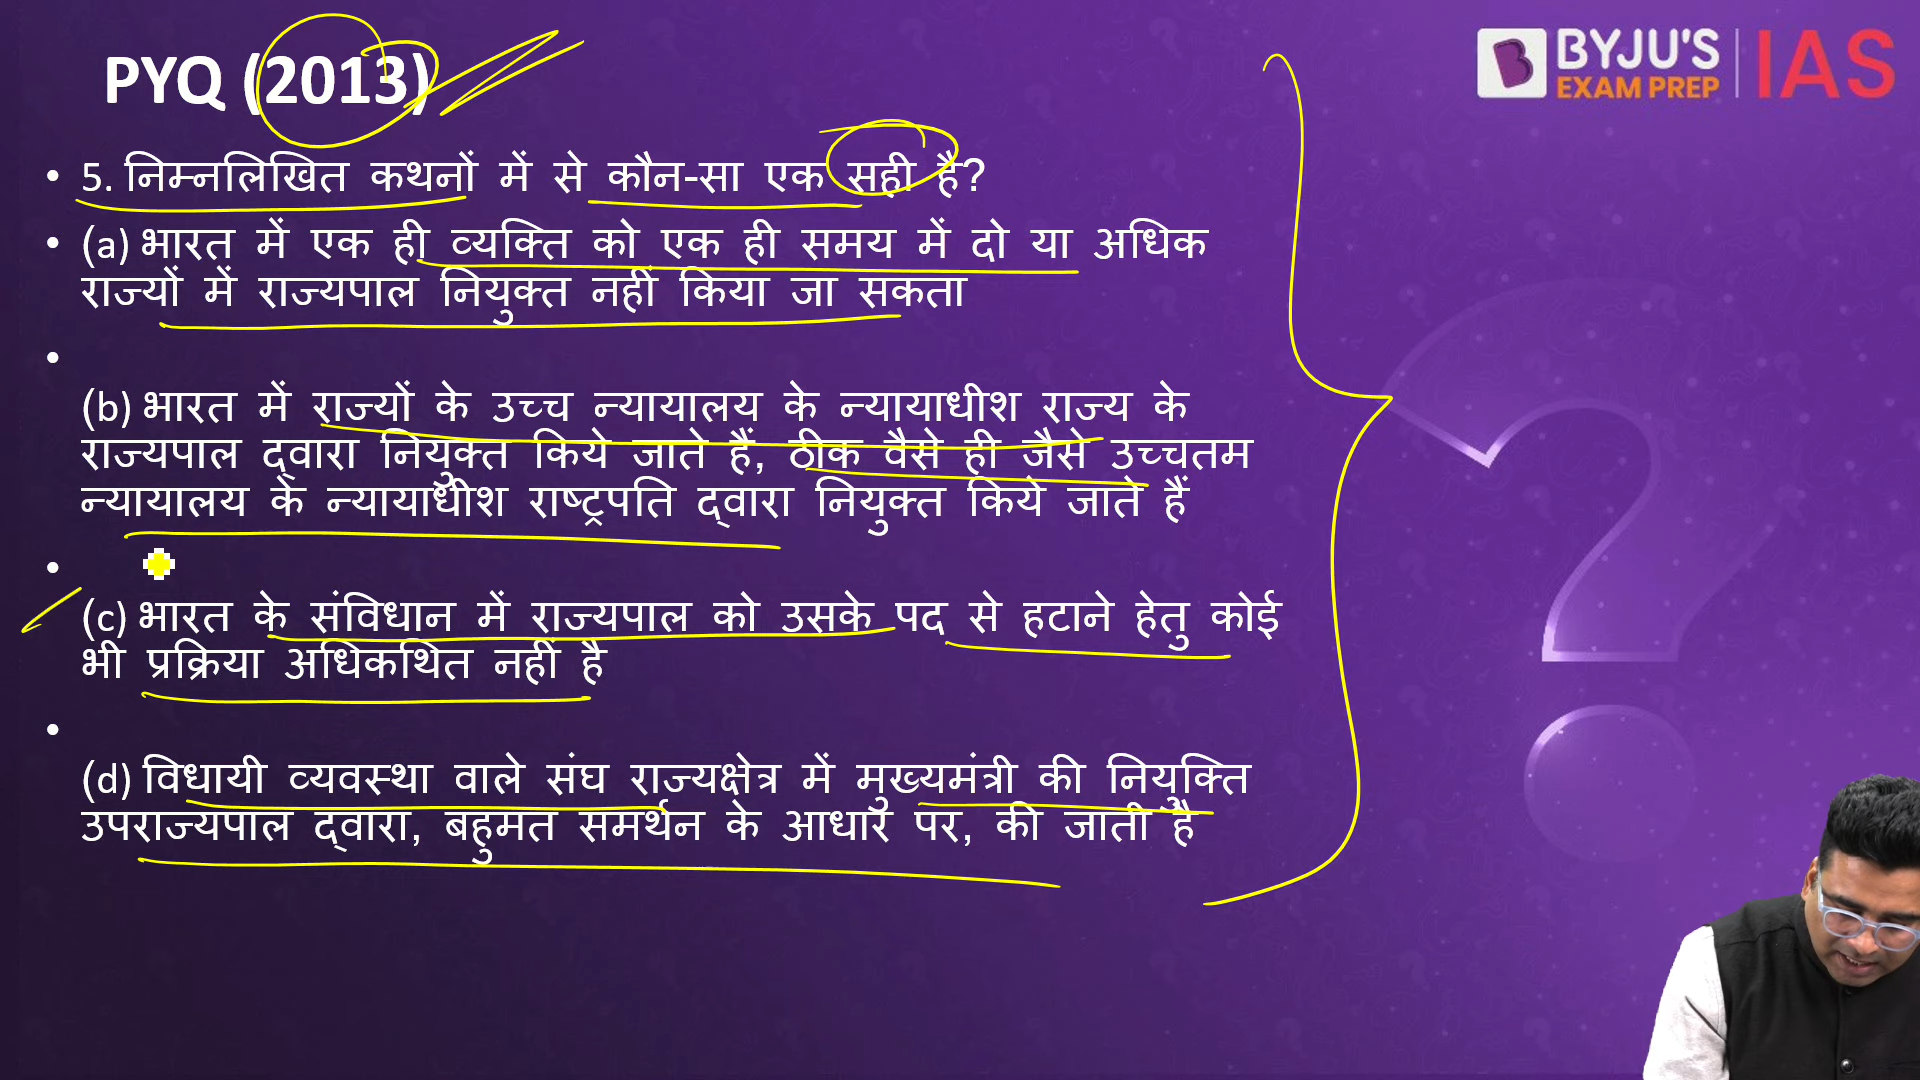 PYQ (2013)
BYJU'S
EXAM PREP
IAS
• 5. निम्नलिखित कथनों में से कौन-सा एक सही है?
• (a) भारत में एक ही व्यक्ति को एक ही समय में दो या अधिक
राज्यों में राज्यपाल नियुक्त नहीं किया जा सकता
•
(b) भारत में राज्यों के उच्च न्यायालय के न्यायाधीश राज्य के
राज्यपाल द्वारा नियुक्त किये जाते हैं, ठीक वैसे ही जैसे उच्चतम
न्यायालय के न्यायाधीश राष्ट्रपति द्वारा नियुक्त किये जाते हैं
•
(c) भारत के संविधान में राज्यपाल को उसके पद से हटाने हेतु कोई
भी प्रक्रिया अधिकथित नहीं है
•
(d) विधायी व्यवस्था वाले संघ राज्यक्षेत्र में मुख्यमंत्री की नियुक्ति
उपराज्यपाल द्वारा, बहुमत समर्थन के आधार पर, की जाती है